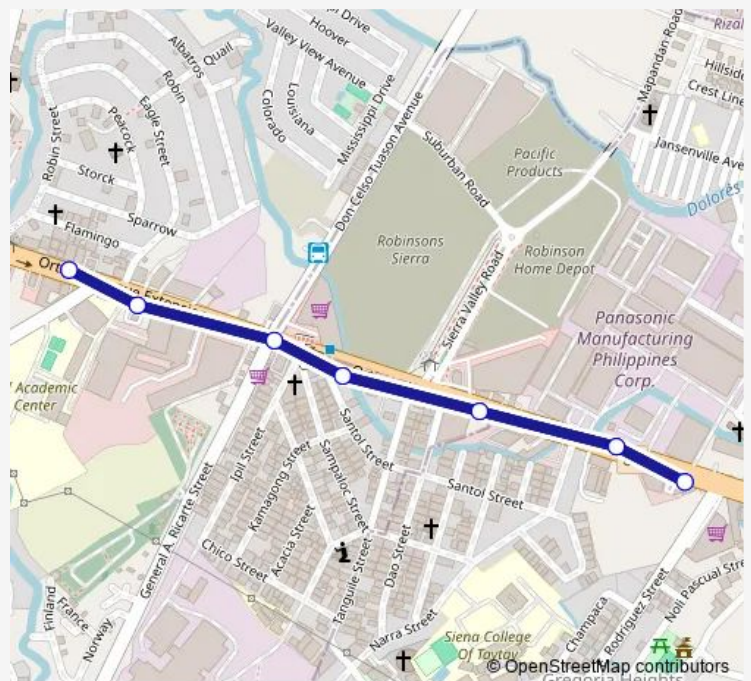 Hoover
Valley View Avenue
Albatros
Quail
Robin
Colorado
Louisiana
Mississippi Drive
Don Celso Tuason Avenue
Mapandan Road
Rizal
Crest Line
Robin Street
Peacock
Eagle Street
Suburban Road
Pacific
Products
Jansenville Ave
Storck
Dolores
Sparrow
Flamingo
Robinsons
Sierra
Robinson
Home Depot
Sierra Valley Road
Panasonic
Manufacturing
Philippines
Corp.
Academic
Center
Santol Street
Ipil Street
Kamagong Street
Sampaloc Street
Acacia Street
Santol Street
General A. Ricarte Street
Chico Street
Tanguile Street
Dao Street
Finland
France
Norway
Narra Street
Siena College
Of Taytay
Champaca
Rodriguez Street
Noli Pascual Stre
© OpenStreetMap contributors
Gregoria Heights